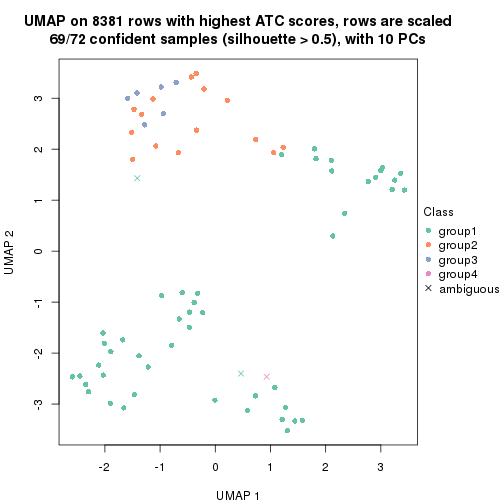 UMAP on 8381 rows with highest ATC scores, rows are scaled
69/72 confident samples (silhouette > 0.5), with 10 PCs
3
2
1
0
-1
-2
-3
UMAP 2
-2
-1
0
1
2
3
UMAP 1
Class
group1
group2
group3
group4
ambiguous